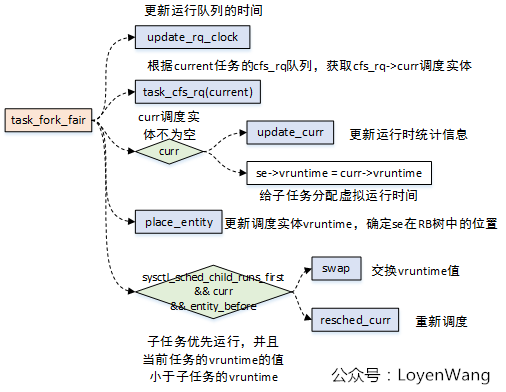 更新运行队列的时间
update_rq_clock
根据current任务的cfs_rq队列，获取cfs_rq->curr调度实体
task_cfs_rq(current)
task_fork_fair
curr调度实
体不为空
curr
update_curr
更新运行时统计信息
se->vruntime = curr->vruntime
给子任务分配虚拟运行时间
place_entity
更新调度实体vruntime，确定se在RB树中的位置
sysctl_sched_child_runs_first
&& curr
&& entity_before
swap
交换vruntime值
resched_curr
重新调度
子任务优先运行，并且
当前任务的vruntime的值
小于子任务的vruntime
公众号：LoyenWang